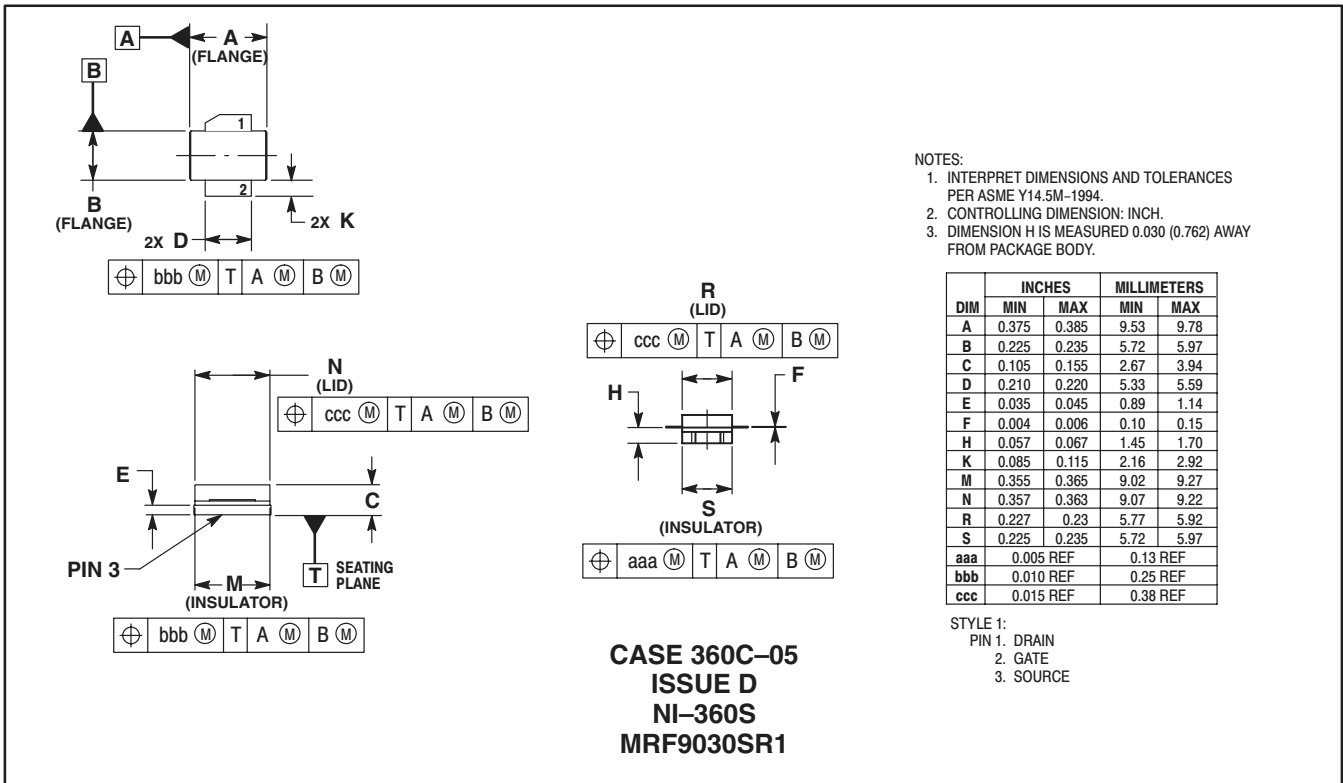 A
A
(FLANGE)
B
1
2
B
(FLANGE)
2X K
2X D
⌖ bbb Ⓜ T A Ⓜ B Ⓜ
N
(LID)
⌖ ccc Ⓜ T A Ⓜ B Ⓜ
E
C
PIN 3
M
(INSULATOR)
T SEATING
PLANE
⌖ bbb Ⓜ T A Ⓜ B Ⓜ
R
(LID)
⌖ ccc Ⓜ T A Ⓜ B Ⓜ
H
F
S
(INSULATOR)
⌖ aaa Ⓜ T A Ⓜ B Ⓜ
CASE 360C–05
ISSUE D
NI–360S
MRF9030SR1
NOTES:
1. INTERPRET DIMENSIONS AND TOLERANCES
PER ASME Y14.5M–1994.
2. CONTROLLING DIMENSION: INCH.
3. DIMENSION H IS MEASURED 0.030 (0.762) AWAY
FROM PACKAGE BODY.
INCHES MILLIMETERS
DIM MIN MAX MIN MAX
A 0.375 0.385 9.53 9.78
B 0.225 0.235 5.72 5.97
C 0.105 0.155 2.67 3.94
D 0.210 0.220 5.33 5.59
E 0.035 0.045 0.89 1.14
F 0.004 0.006 0.10 0.15
H 0.057 0.067 1.45 1.70
K 0.085 0.115 2.16 2.92
M 0.355 0.365 9.02 9.27
N 0.357 0.363 9.07 9.22
R 0.227 0.23 5.77 5.92
S 0.225 0.235 5.72 5.97
aaa 0.005 REF 0.13 REF
bbb 0.010 REF 0.25 REF
ccc 0.015 REF 0.38 REF
STYLE 1:
PIN 1. DRAIN
2. GATE
3. SOURCE